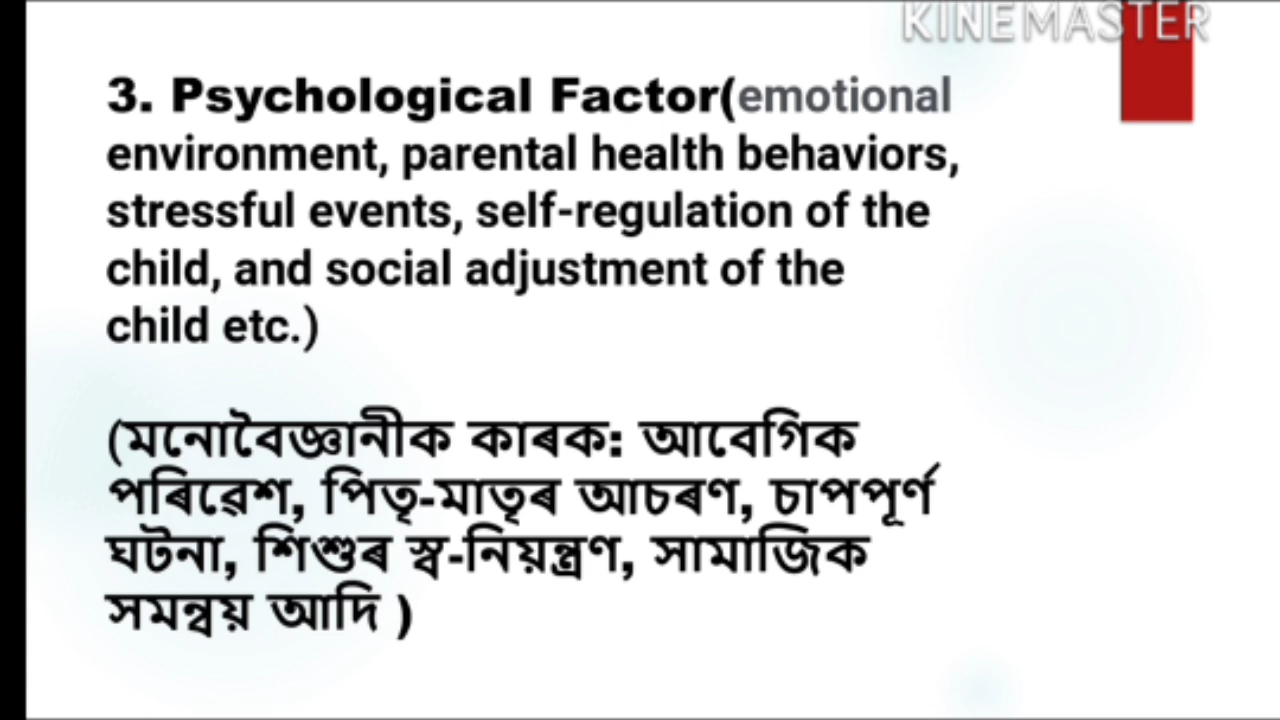 KINEMASTER
3. Psychological Factor(emotional
environment, parental health behaviors,
stressful events, self-regulation of the
child, and social adjustment of the
child etc.)
(মনোবৈজ্ঞানীক কাৰক: আবেগিক
পৰিৱেশ, পিতৃ-মাতৃৰ আচৰণ, চাপপূৰ্ণ
ঘটনা, শিশুৰ স্ব-নিয়ন্ত্ৰণ, সামাজিক
সমন্বয় আদি )